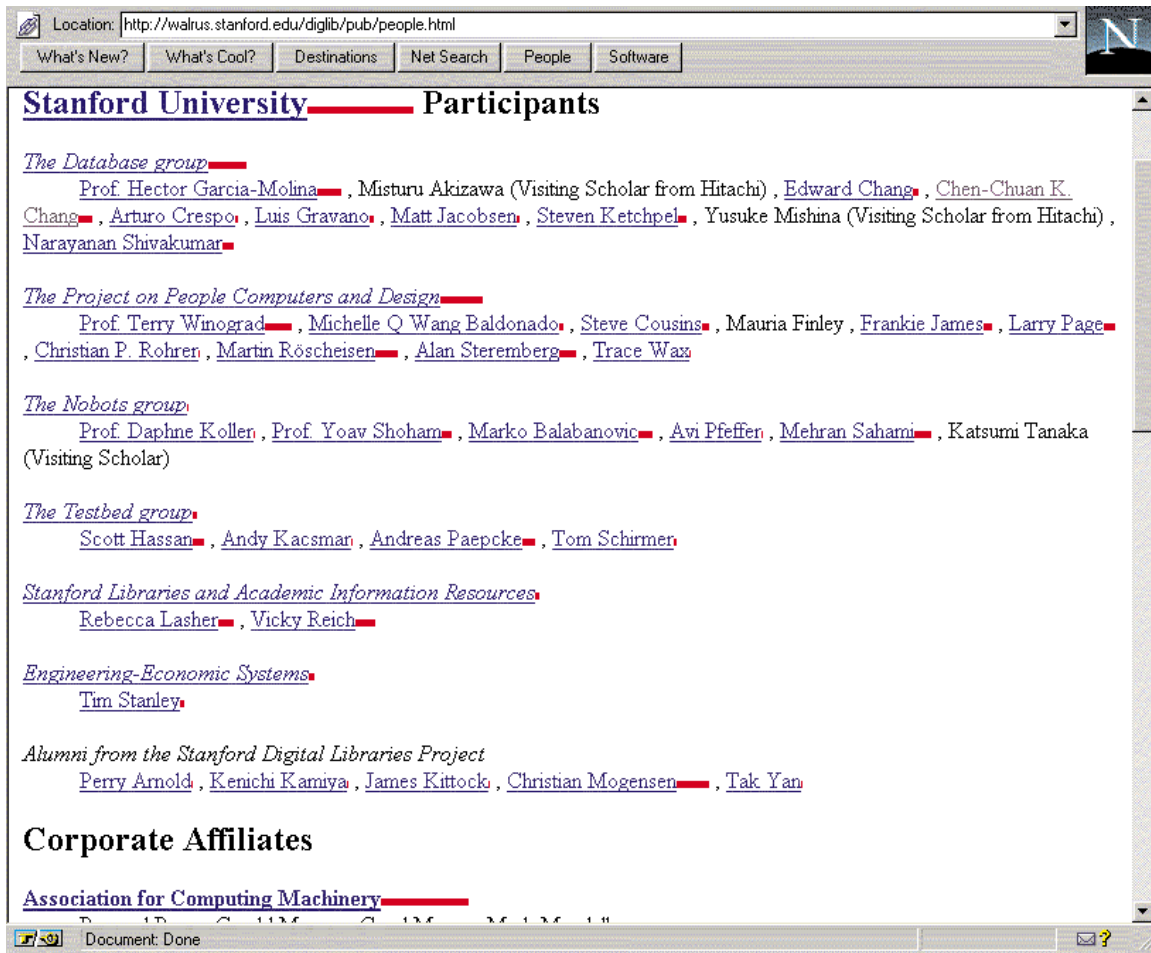 Location: http://walrus.stanford.edu/diglib/pub/people.html
N
What's New? What's Cool? Destinations Net Search People Software
Stanford University Participants
The Database group
Prof. Hector Garcia-Molina , Misturu Akizawa (Visiting Scholar from Hitachi) , Edward Chang , Chen-Chuan K.
Chang , Arturo Crespo , Luis Gravano , Matt Jacobsen , Steven Ketchpel , Yusuke Mishina (Visiting Scholar from Hitachi) ,
Narayanan Shivakumar
The Project on People Computers and Design
Prof. Terry Winograd , Michelle Q Wang Baldonado , Steve Cousins , Mauria Finley , Frankie James , Larry Page
, Christian P. Rohrer , Martin Röscheisen , Alan Steremberg , Trace Wax
The Nobots group
Prof. Daphne Koller , Prof. Yoav Shoham , Marko Balabanovic , Avi Pfeffer , Mehran Sahami , Katsumi Tanaka
(Visiting Scholar)
The Testbed group
Scott Hassan , Andy Kacsmar , Andreas Paepcke , Tom Schirmer
Stanford Libraries and Academic Information Resources
Rebecca Lasher , Vicky Reich
Engineering-Economic Systems
Tim Stanley
Alumni from the Stanford Digital Libraries Project
Perry Arnold , Kenichi Kamiya , James Kittock , Christian Mogensen , Tak Yan
Corporate Affiliates
Association for Computing Machinery
Document: Done